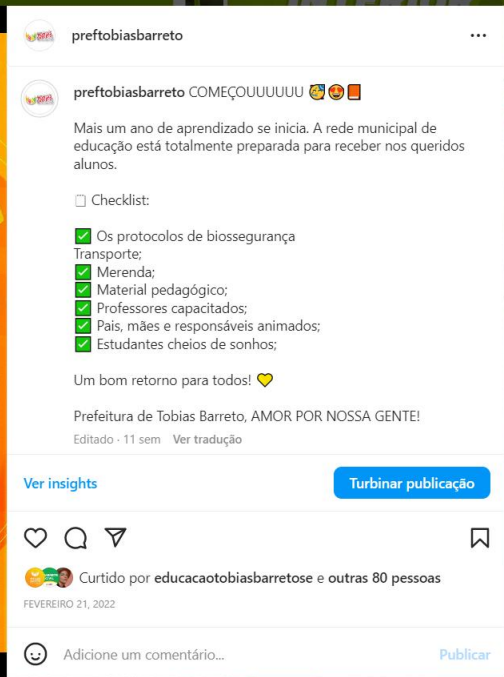 preftobiasbarreto
preftobiasbarreto COMEÇOUUUUUU 🥳😍📕
Mais um ano de aprendizado se inicia. A rede municipal de
educação está totalmente preparada para receber nos queridos
alunos.
📋 Checklist:
✅ Os protocolos de biossegurança
Transporte;
✅ Merenda;
✅ Material pedagógico;
✅ Professores capacitados;
✅ Pais, mães e responsáveis animados;
✅ Estudantes cheios de sonhos;
Um bom retorno para todos! 💛
Prefeitura de Tobias Barreto, AMOR POR NOSSA GENTE!
Editado · 11 sem Ver tradução
Ver insights Turbinar publicação
Curtido por educacaotobiasbarretose e outras 80 pessoas
FEVEREIRO 21, 2022
Adicione um comentário... Publicar